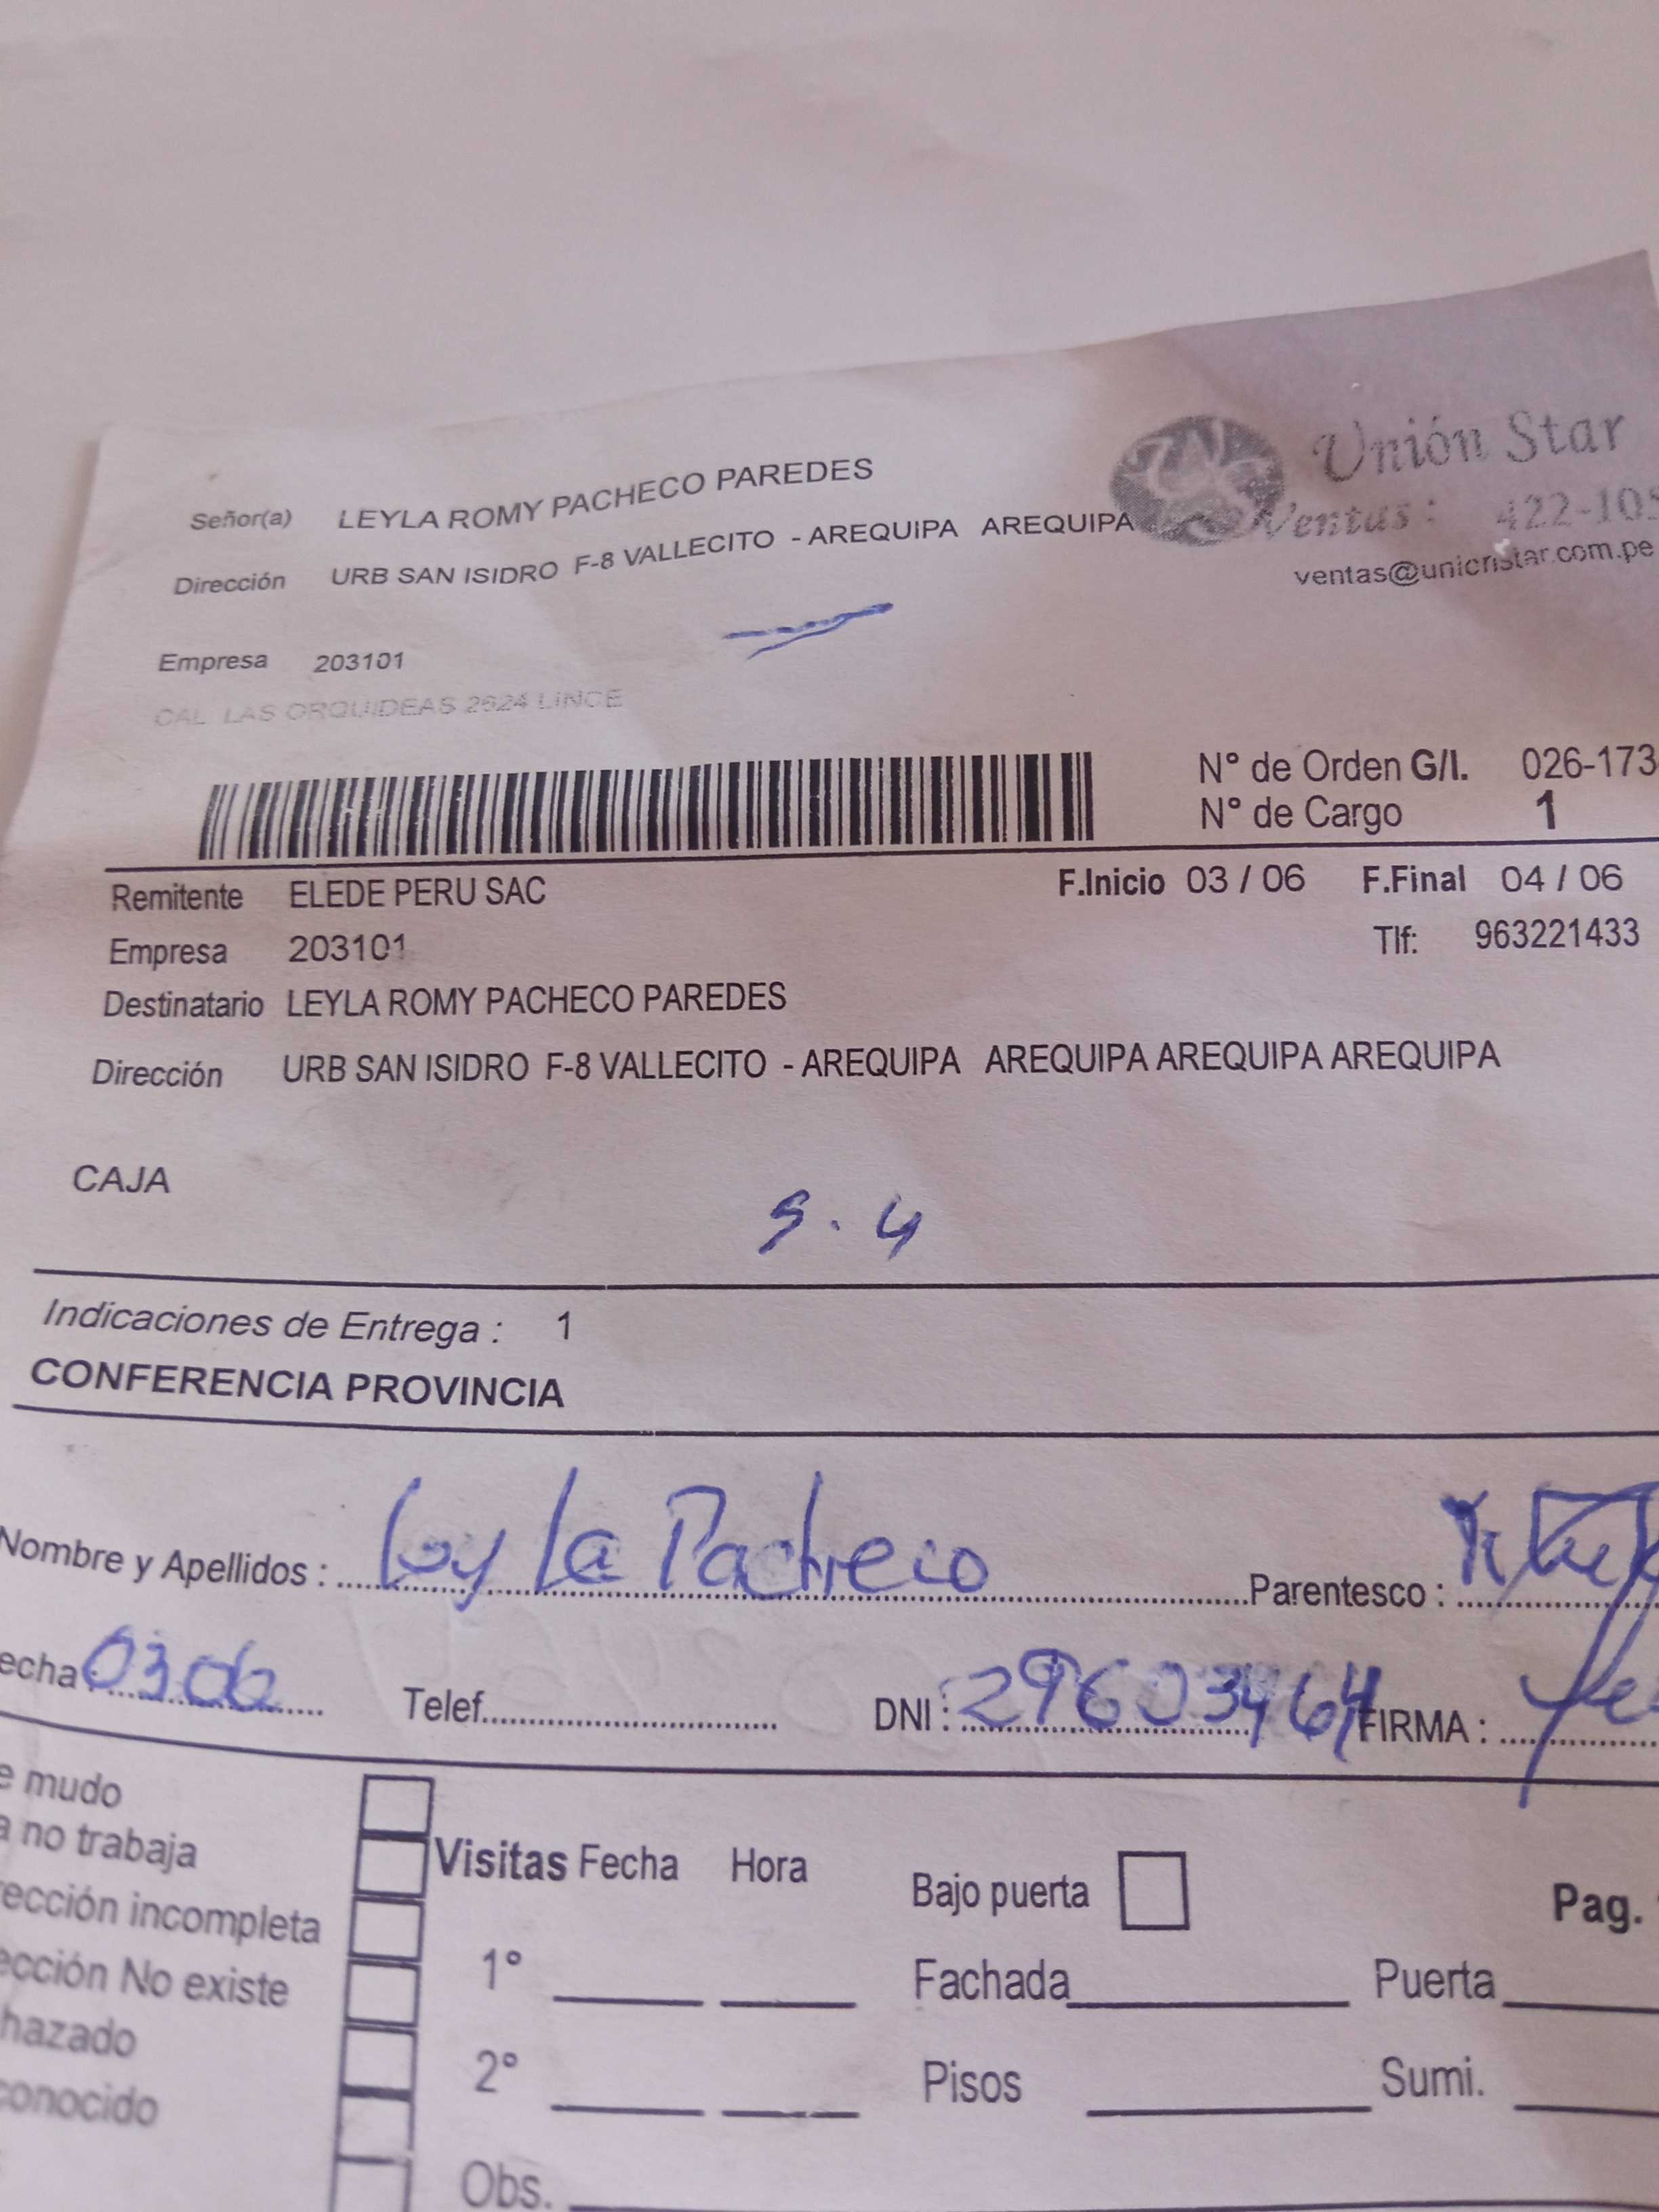 Unión Star
Señor(a) LEYLA ROMY PACHECO PAREDES
Ventas: 422-105
Dirección URB SAN ISIDRO F-8 VALLECITO - AREQUIPA AREQUIPA
ventas@unionstar.com.pe
Empresa 203101
CAL LAS ORQUIDEAS 2624 LINCE
N° de Orden G/I. 026-173
N° de Cargo 1
Remitente ELEDE PERU SAC F.Inicio 03 / 06 F.Final 04 / 06
Empresa 203101 Tlf: 963221433
Destinatario LEYLA ROMY PACHECO PAREDES
Dirección URB SAN ISIDRO F-8 VALLECITO - AREQUIPA AREQUIPA AREQUIPA AREQUIPA
CAJA
S. 4
Indicaciones de Entrega : 1
CONFERENCIA PROVINCIA
Nombre y Apellidos : Leyla Pacheco Parentesco :
echa 03 06 Telef. DNI : 29603464 FIRMA :
e mudo
a no trabaja
Visitas Fecha Hora Bajo puerta Pag.
rección incompleta
1° Fachada Puerta
ección No existe
hazado
2° Pisos Sumi.
conocido
Obs.